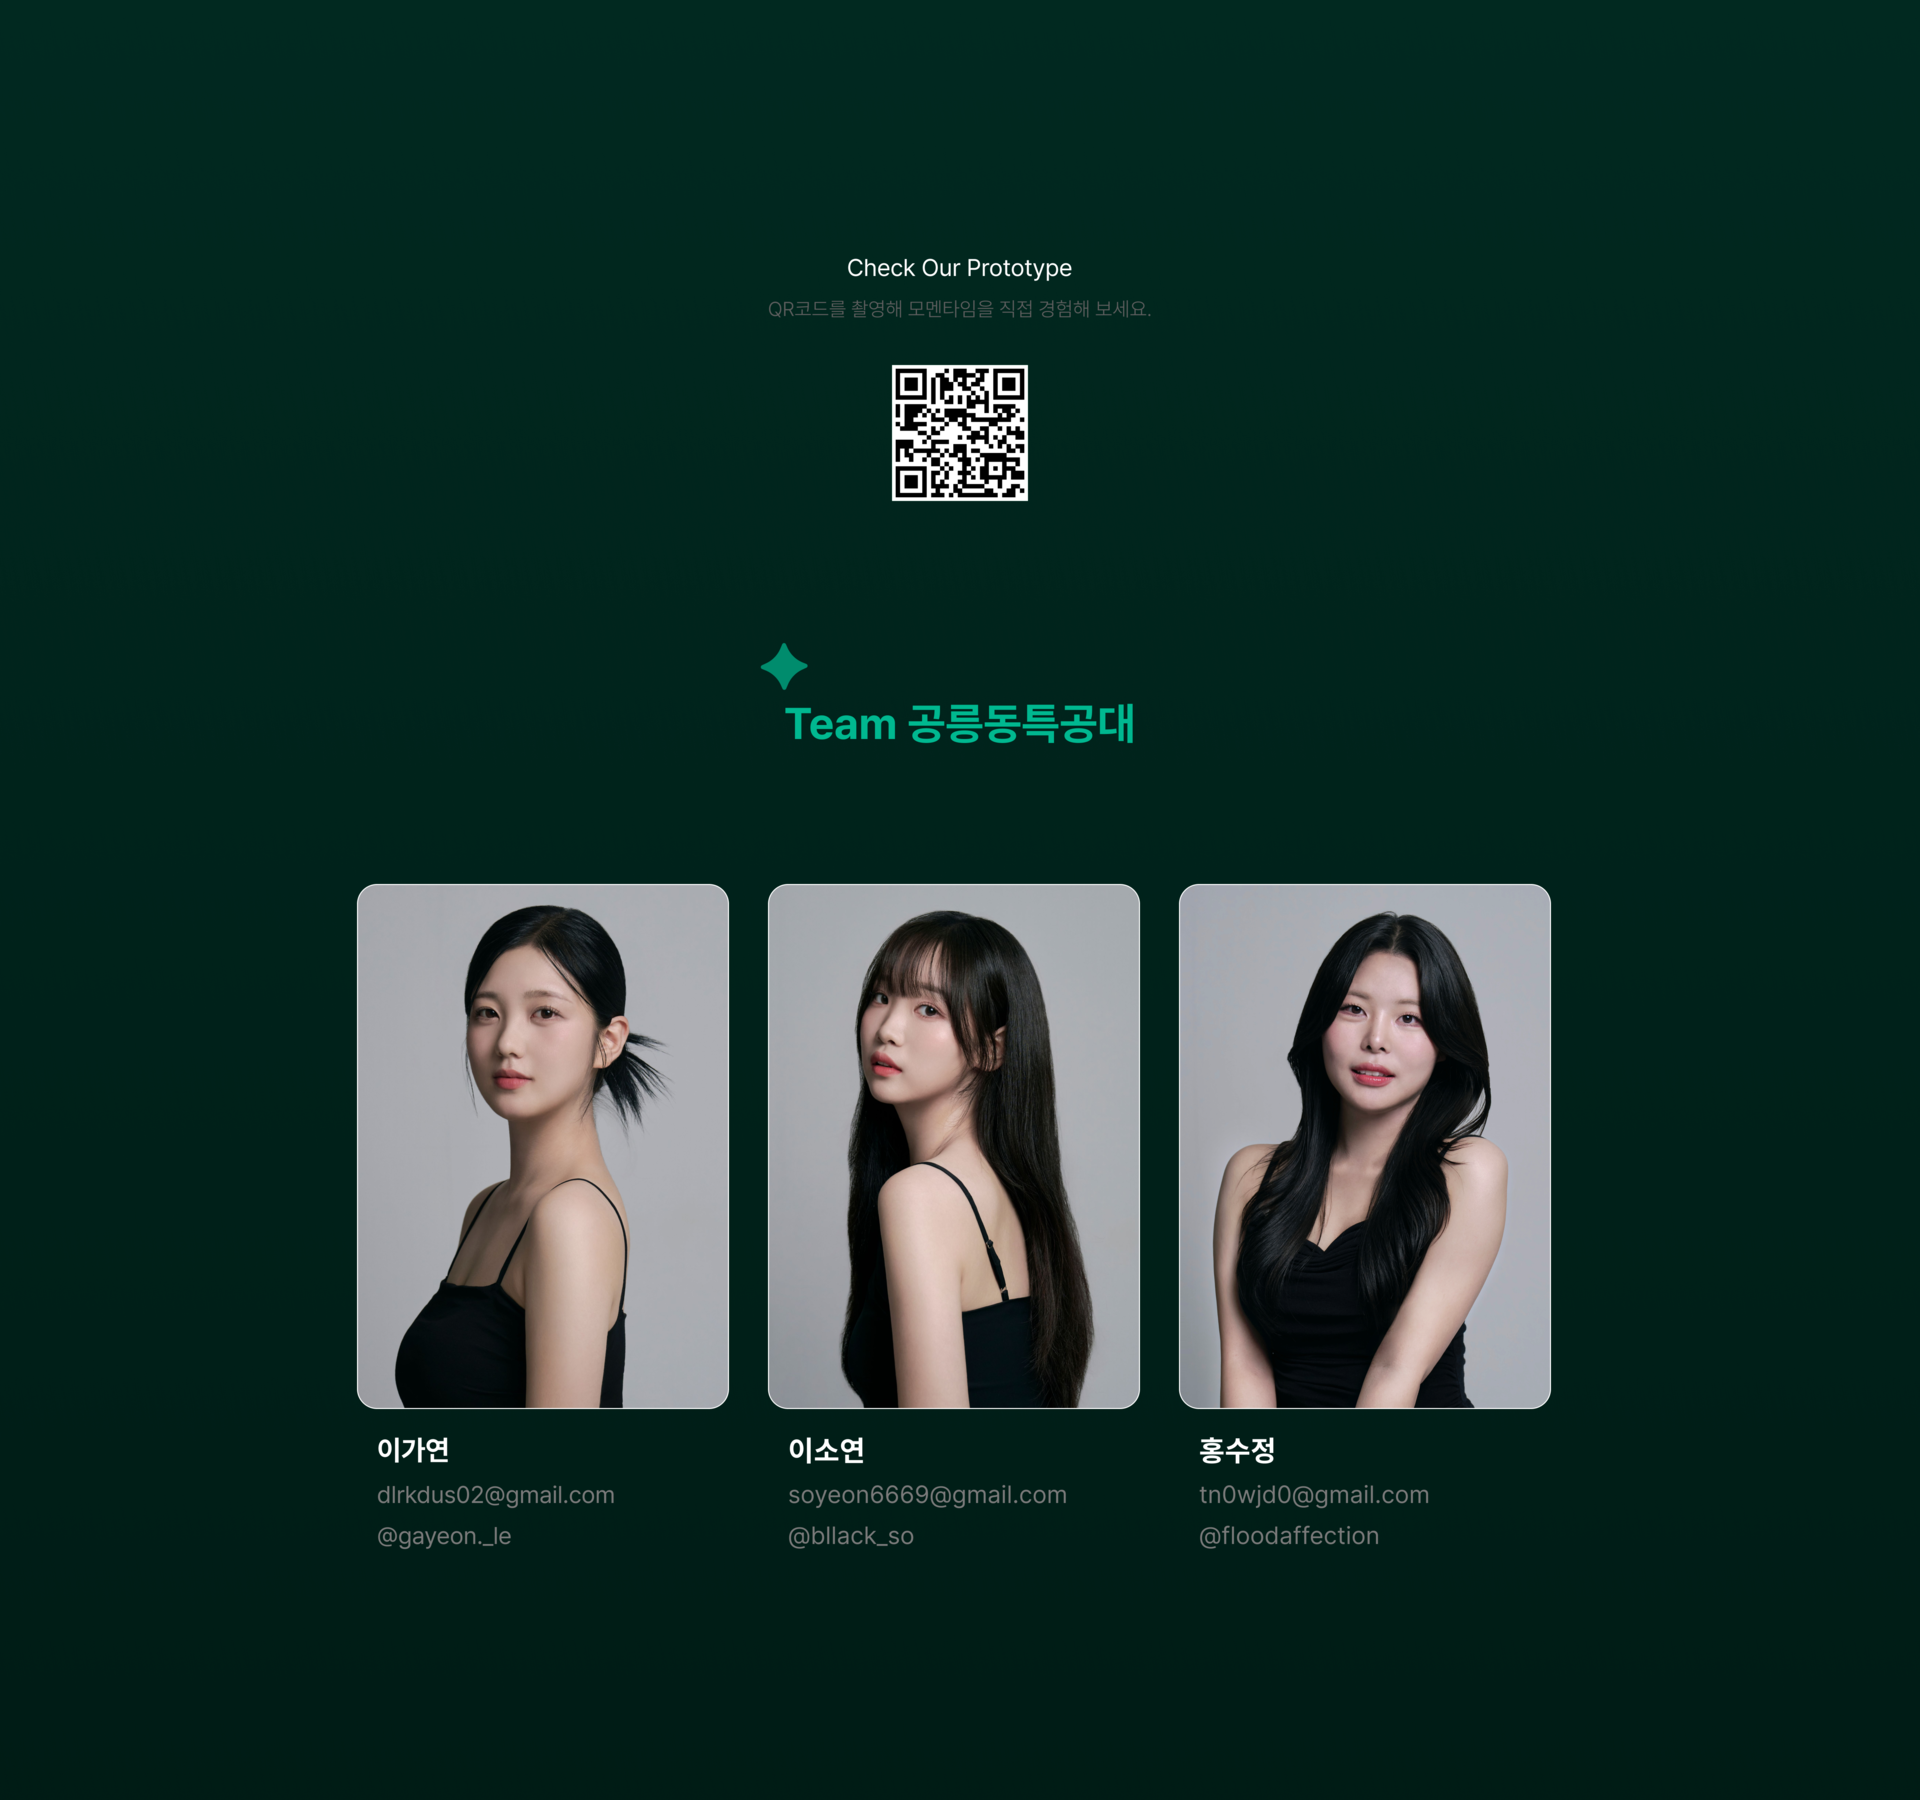 Check Our Prototype
QR코드를 촬영해 모멘타임을 직접 경험해 보세요.
Team 공릉동특공대
이가연
dlrkdus02@gmail.com
@gayeon._le
이소연
soyeon6669@gmail.com
@bllack_so
홍수정
tn0wjd0@gmail.com
@floodaffection